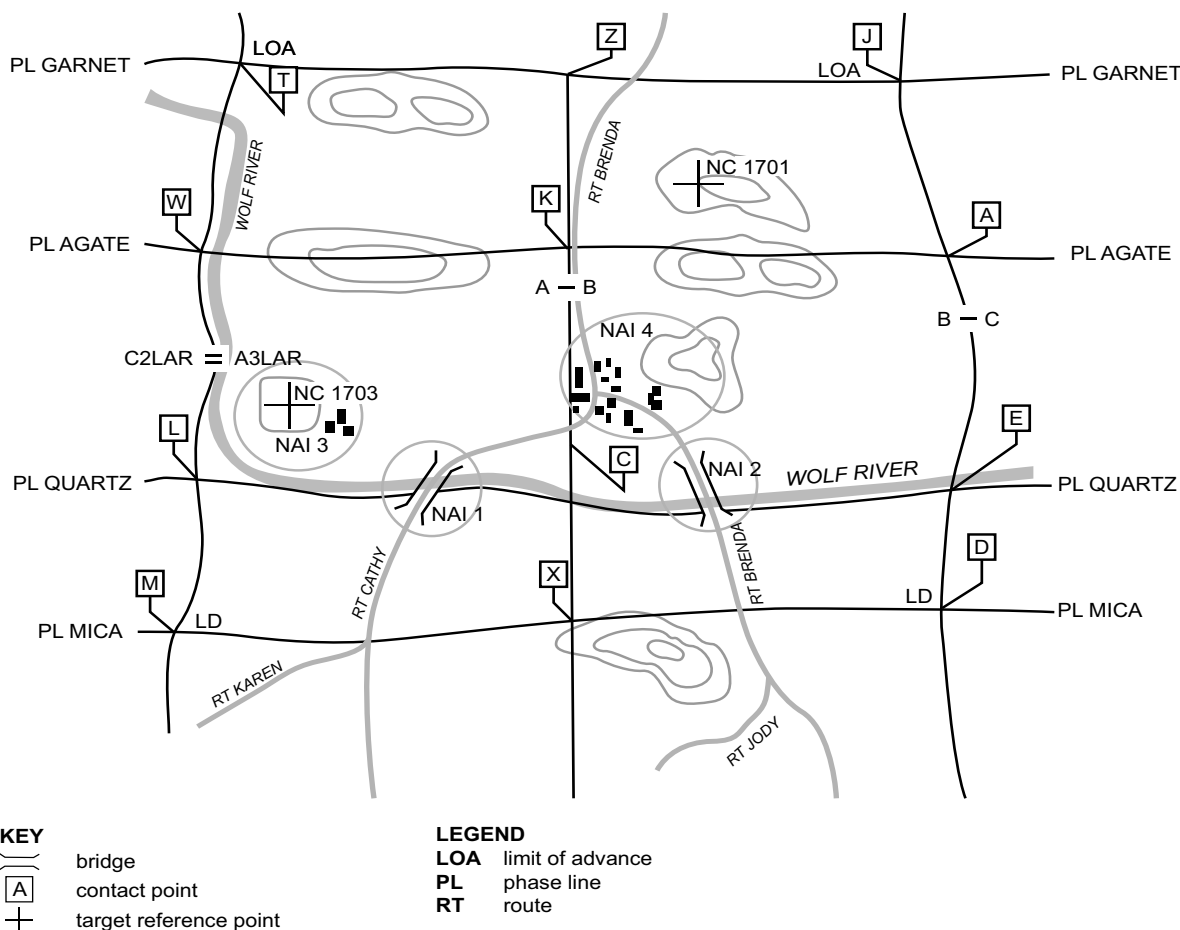 Z
J
LOA
PL GARNET
LOA
PL GARNET
T
RT BRENDA
WOLF RIVER
NC 1701
K
W
A
PL AGATE
PL AGATE
A B
B C
NAI 4
C2LAR A3LAR
NC 1703
E
L
NAI 3
C
NAI 2
WOLF RIVER
PL QUARTZ
PL QUARTZ
NAI 1
RT BRENDA
D
RT CATHY
X
M
LD
PL MICA
LD
PL MICA
RT KAREN
RT JODY
KEY
bridge
A contact point
target reference point
LEGEND
LOA limit of advance
PL phase line
RT route